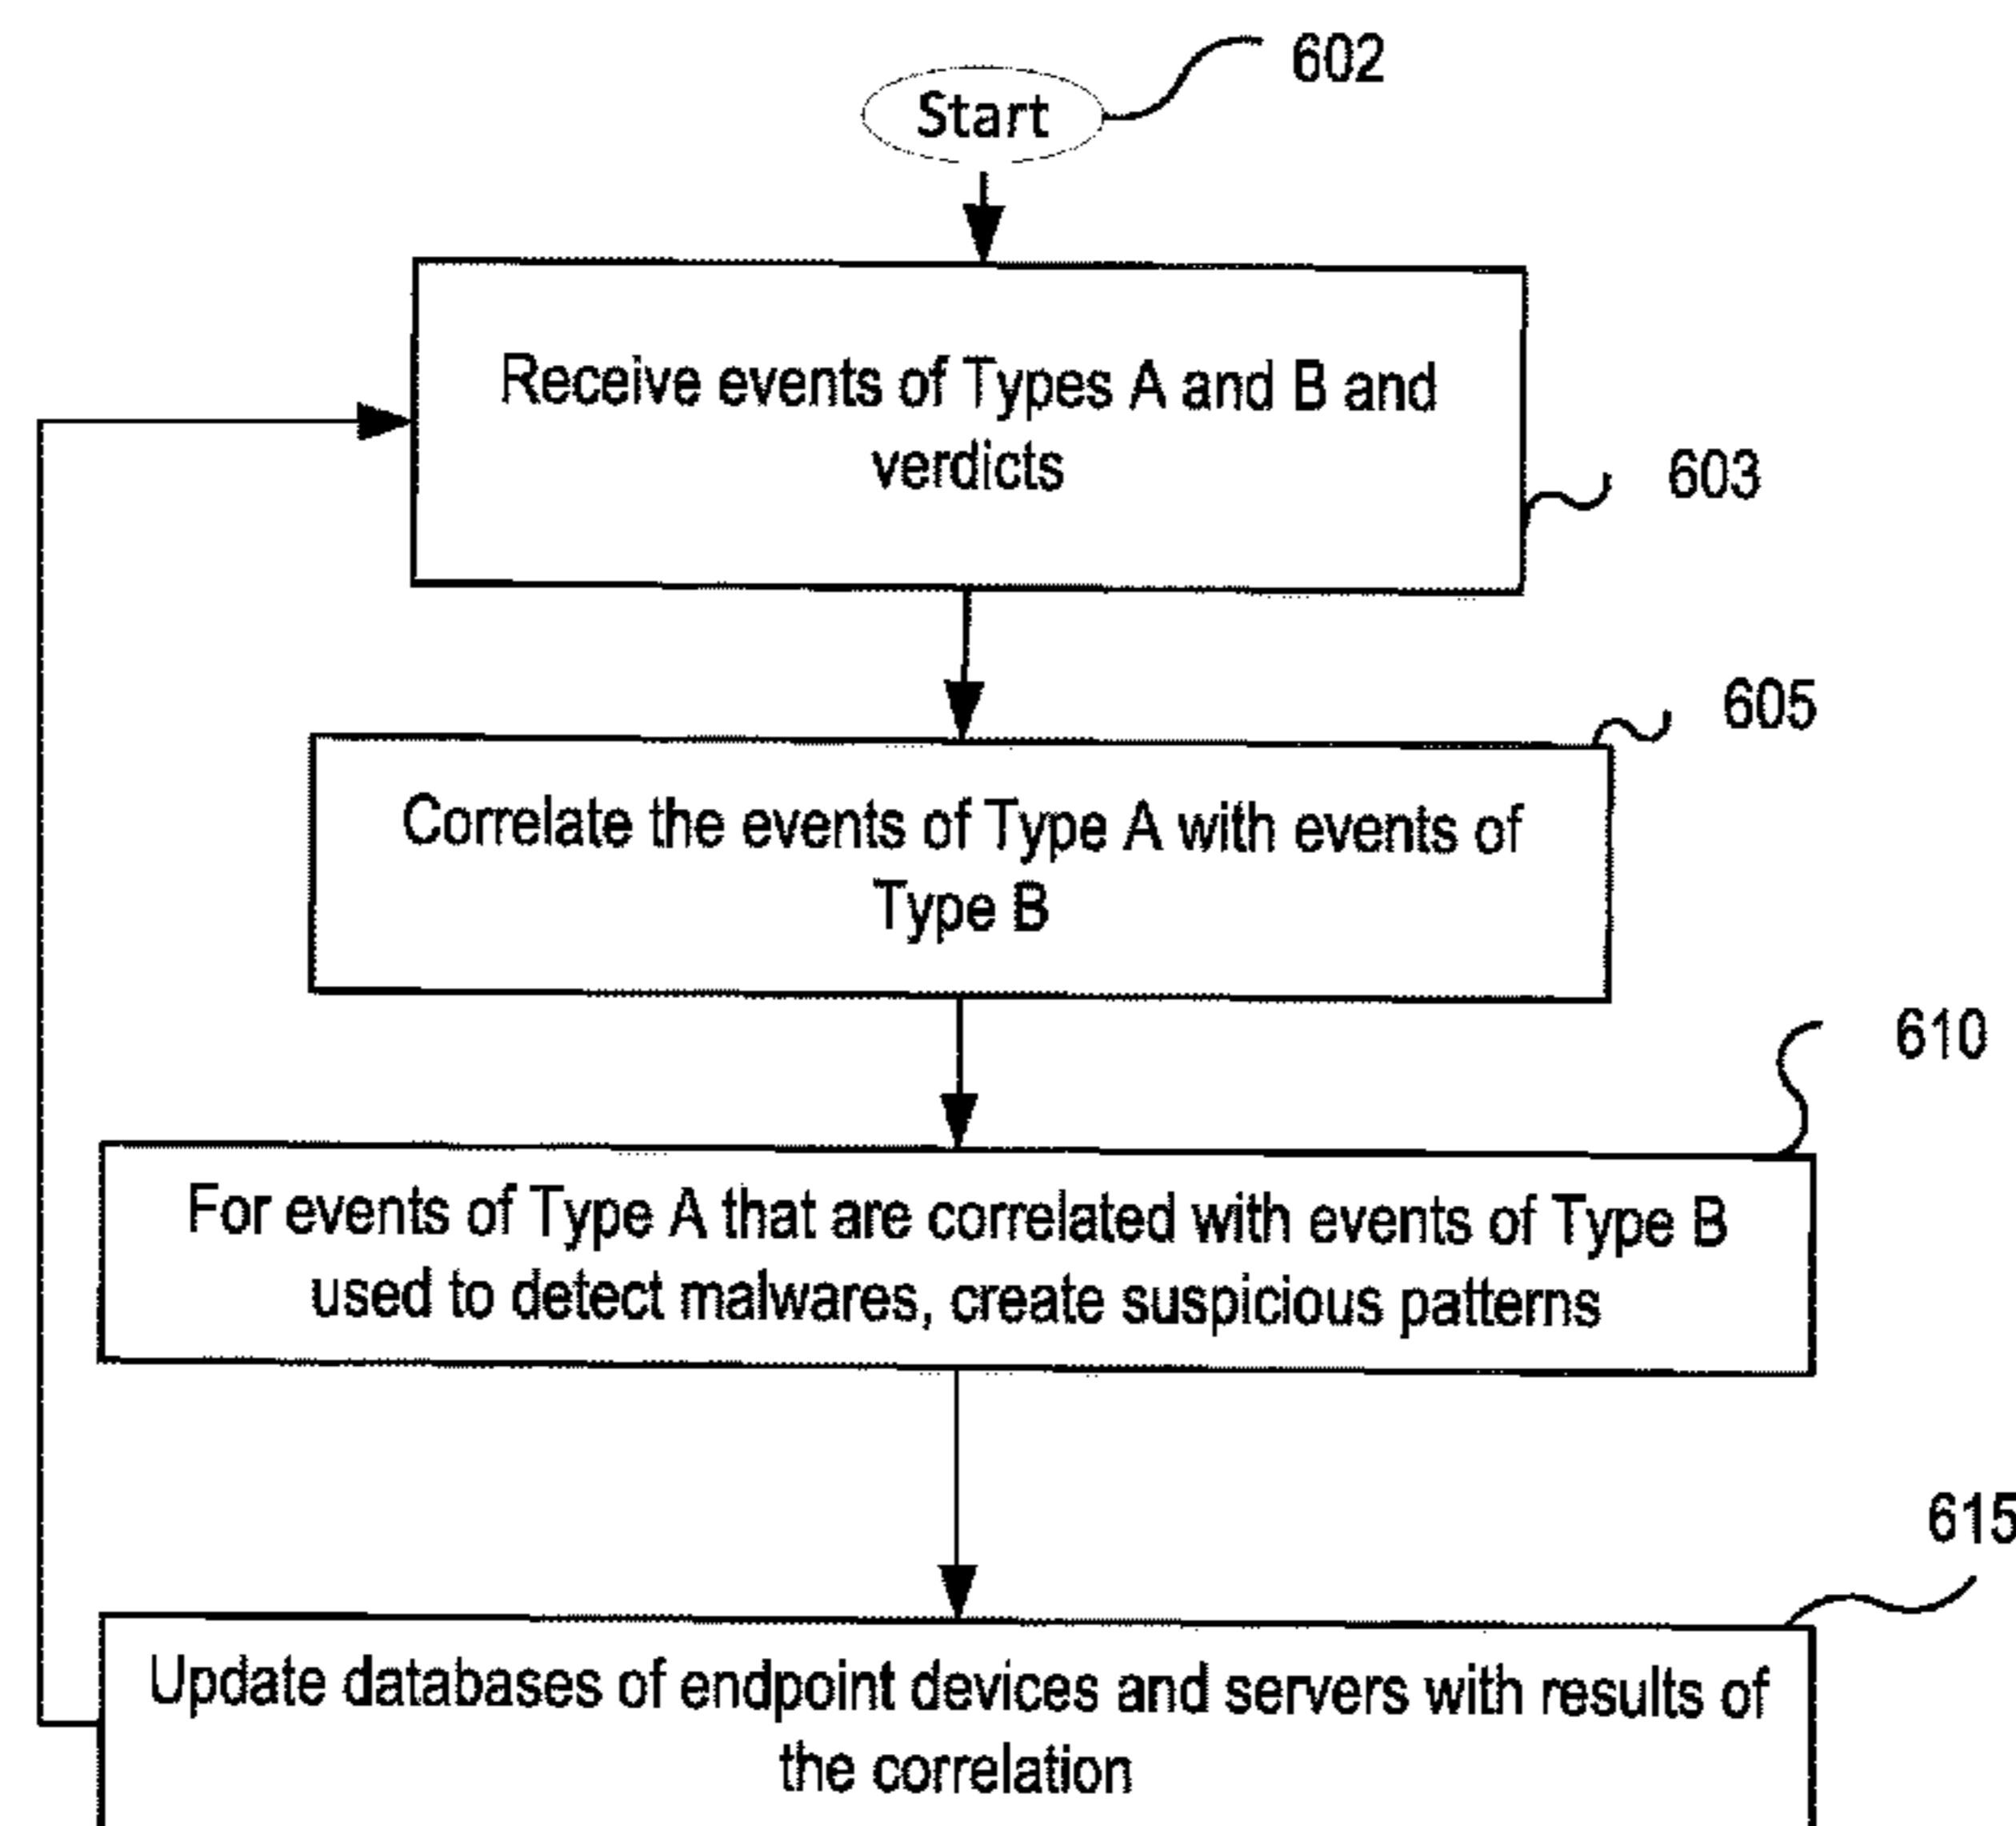 602
Start
Receive events of Types A and B and
verdicts
603
605
Correlate the events of Type A with events of
Type B
610
For events of Type A that are correlated with events of Type B
used to detect malwares, create suspicious patterns
615
Update databases of endpoint devices and servers with results of
the correlation